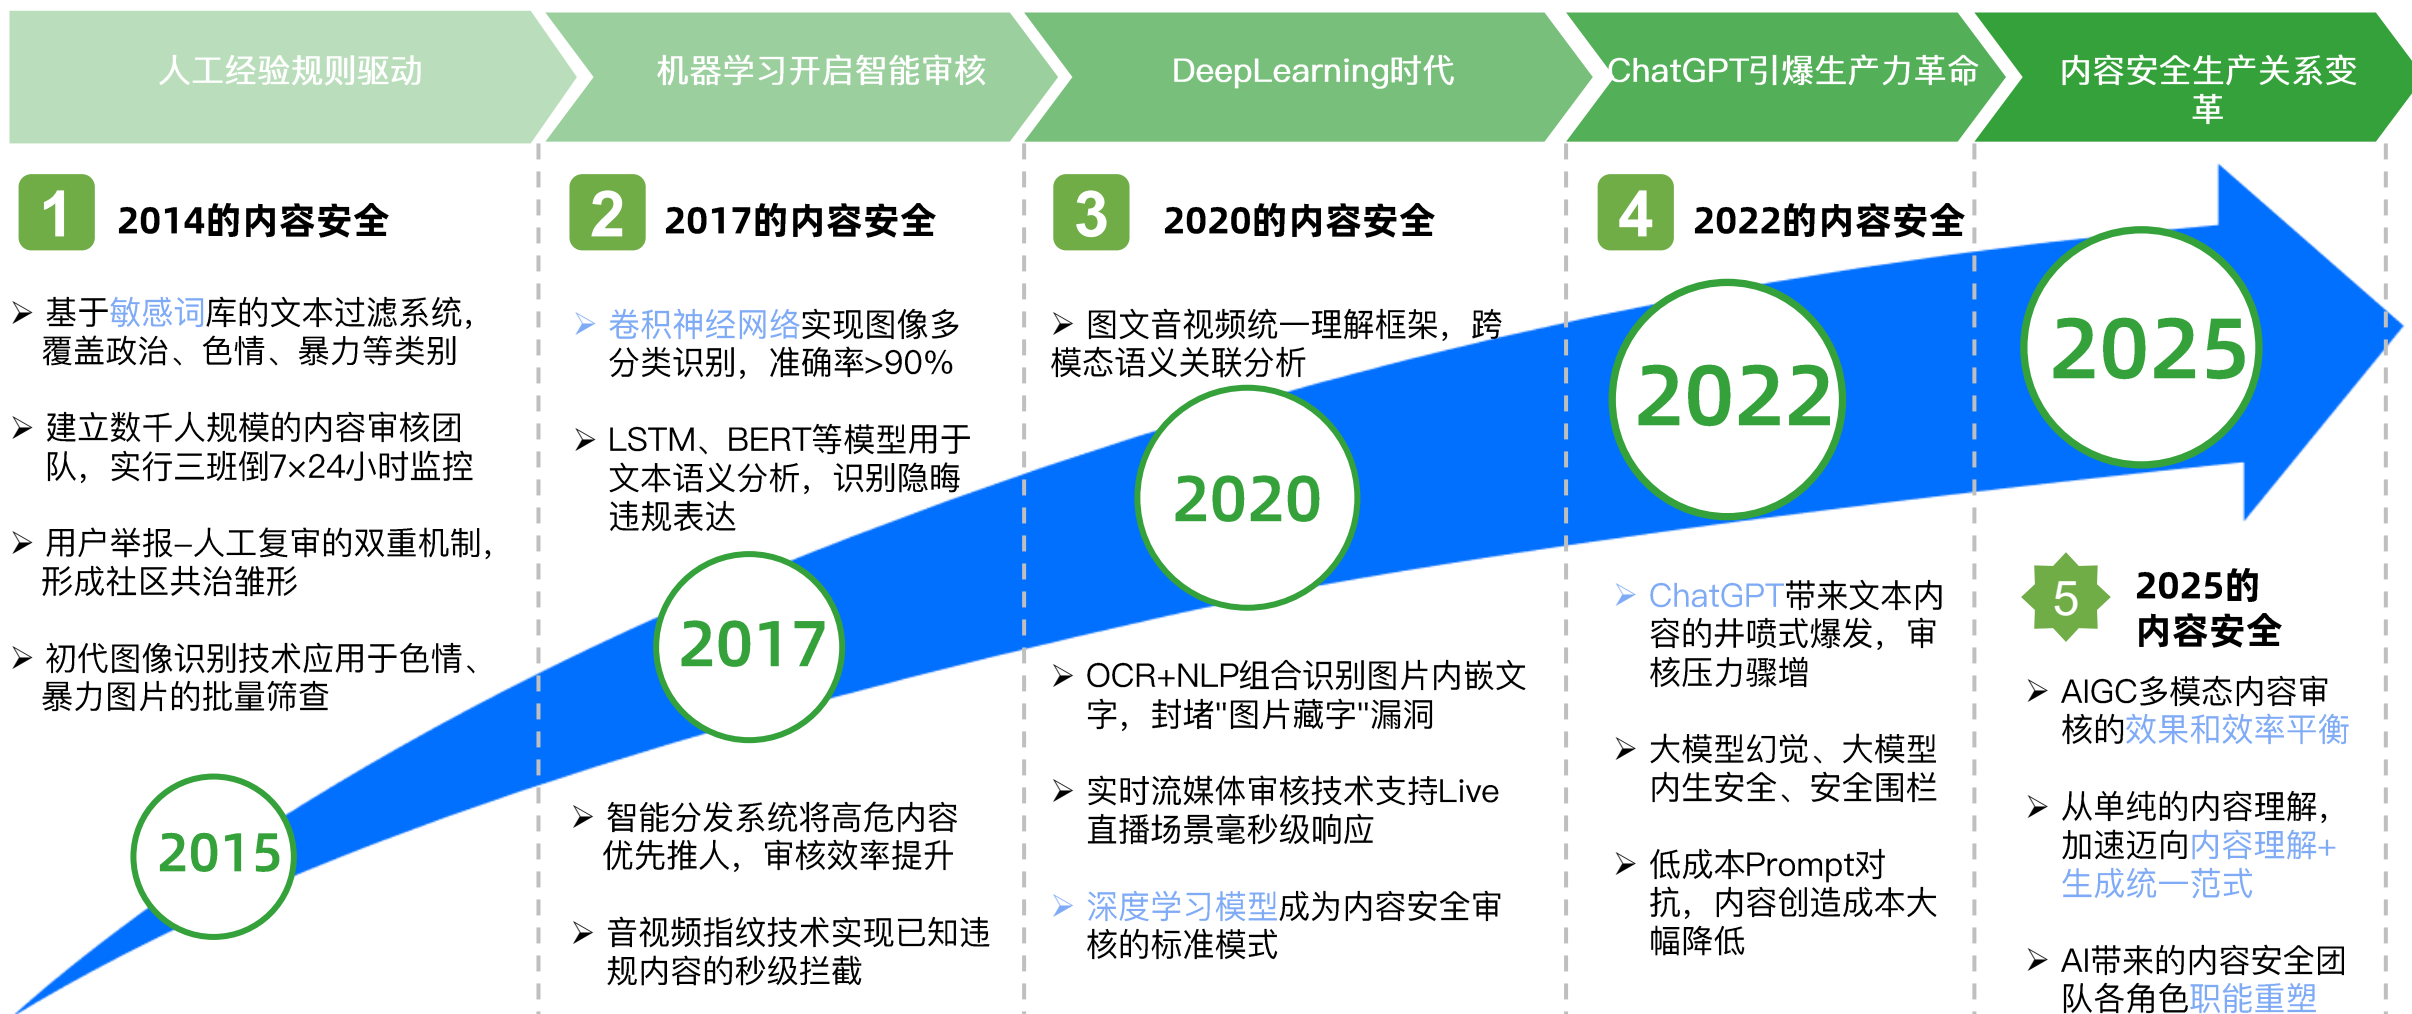 人工经验规则驱动
机器学习开启智能审核
DeepLearning时代
ChatGPT引爆生产力革命
内容安全生产关系变
革
1
2014的内容安全
基于敏感词库的文本过滤系统，
覆盖政治、色情、暴力等类别
建立数千人规模的内容审核团
队，实行三班倒7×24小时监控
用户举报–人工复审的双重机制，
形成社区共治雏形
初代图像识别技术应用于色情、
暴力图片的批量筛查
2015
2
2017的内容安全
卷积神经网络实现图像多
分类识别，准确率>90%
LSTM、BERT等模型用于
文本语义分析，识别隐晦
违规表达
2017
智能分发系统将高危内容
优先推人，审核效率提升
音视频指纹技术实现已知违
规内容的秒级拦截
3
2020的内容安全
图文音视频统一理解框架，跨
模态语义关联分析
2020
OCR+NLP组合识别图片内嵌文
字，封堵"图片藏字"漏洞
实时流媒体审核技术支持Live
直播场景毫秒级响应
深度学习模型成为内容安全审
核的标准模式
4
2022的内容安全
2022
ChatGPT带来文本内
容的井喷式爆发，审
核压力骤增
大模型幻觉、大模型
内生安全、安全围栏
低成本Prompt对
抗，内容创造成本大
幅降低
2025
5
2025的
内容安全
AIGC多模态内容审
核的效果和效率平衡
从单纯的内容理解，
加速迈向内容理解+
生成统一范式
AI带来的内容安全团
队各角色职能重塑